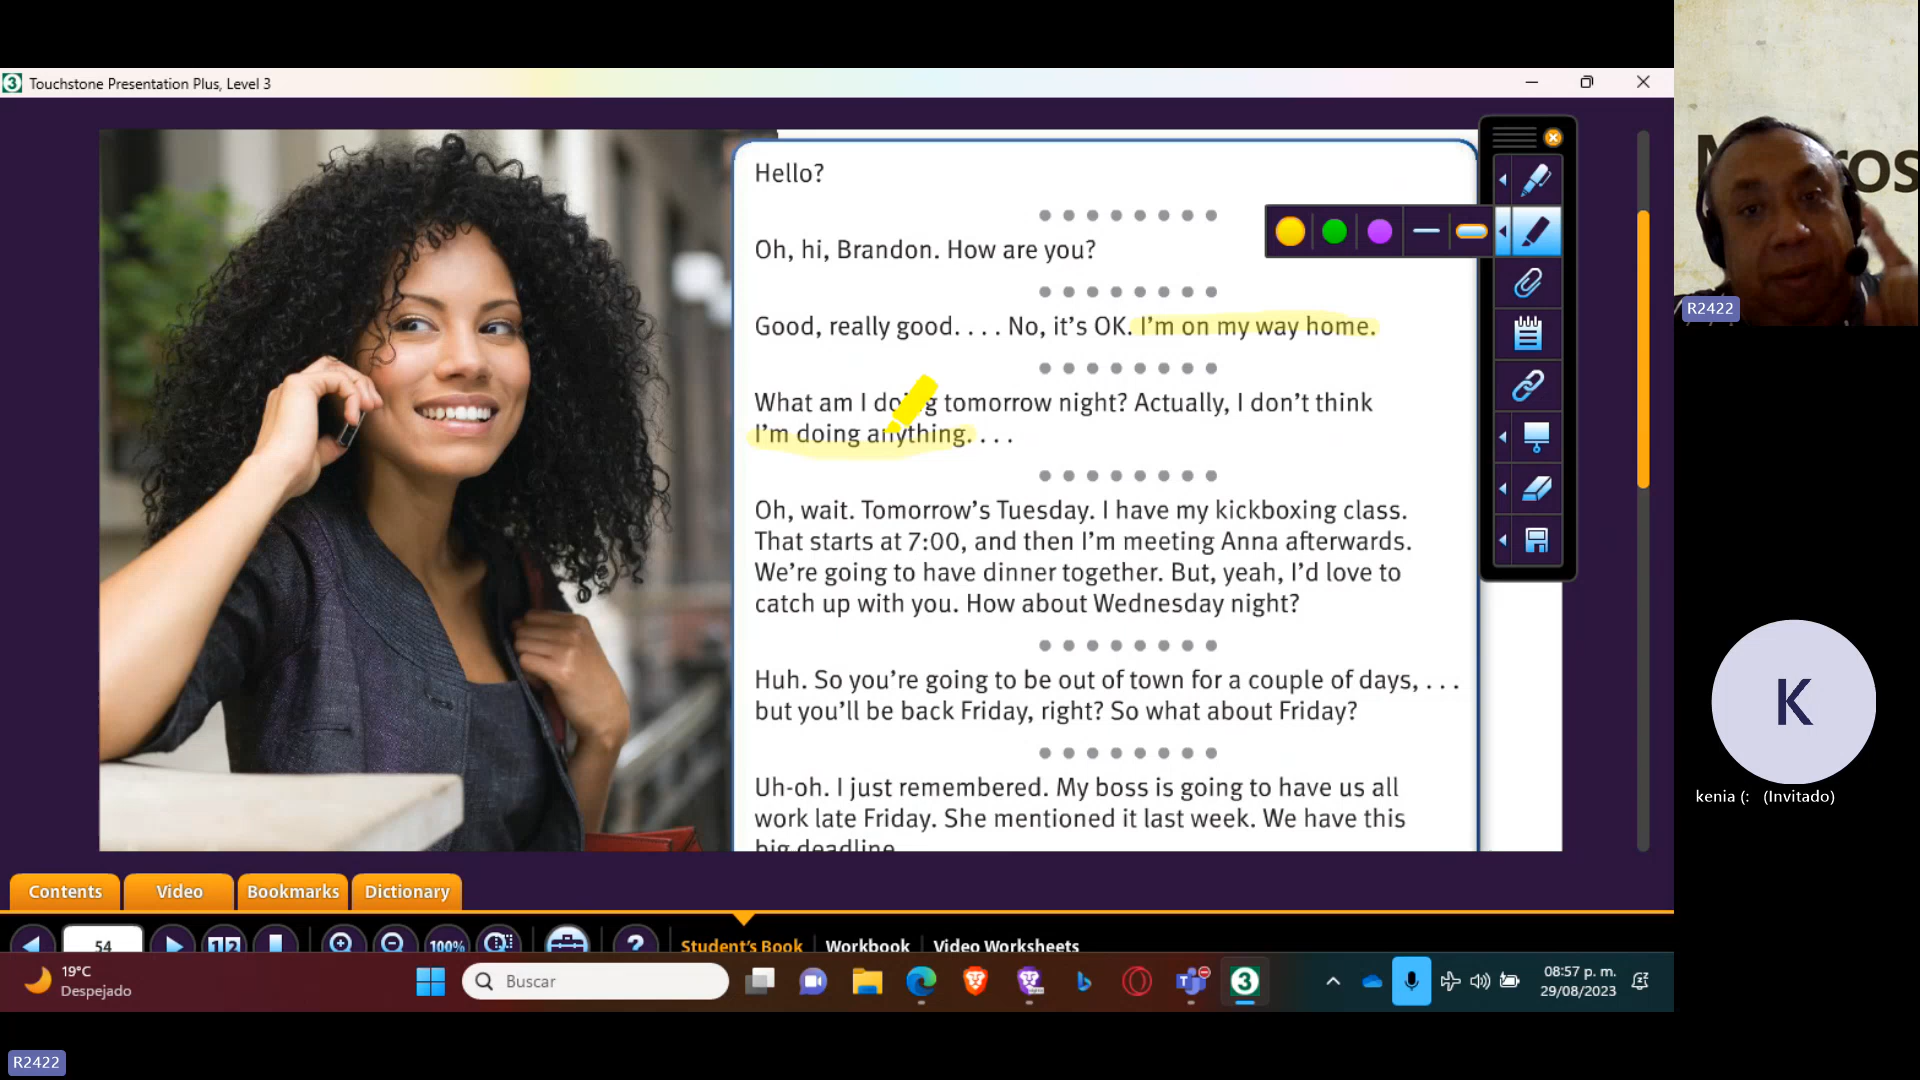 3 Touchstone Presentation Plus, Level 3
Hello?
Oh, hi, Brandon. How are you?
Good, really good. . . . No, it's OK. I'm on my way home.
What am I doing tomorrow night? Actually, I don't think
I'm doing anything. . . .
Oh, wait. Tomorrow's Tuesday. I have my kickboxing class.
That starts at 7:00, and then I'm meeting Anna afterwards.
We're going to have dinner together. But, yeah, I'd love to
catch up with you. How about Wednesday night?
Huh. So you're going to be out of town for a couple of days, . . .
but you'll be back Friday, right? So what about Friday?
Uh-oh. I just remembered. My boss is going to have us all
work late Friday. She mentioned it last week. We have this
big deadline.
Contents Video Bookmarks Dictionary
54 12 100% ? Student's Book Workbook Video Worksheets
19°C
Despejado
Buscar
3
08:57 p. m.
29/08/2023
R2422
R2422
K
kenia (: (Invitado)